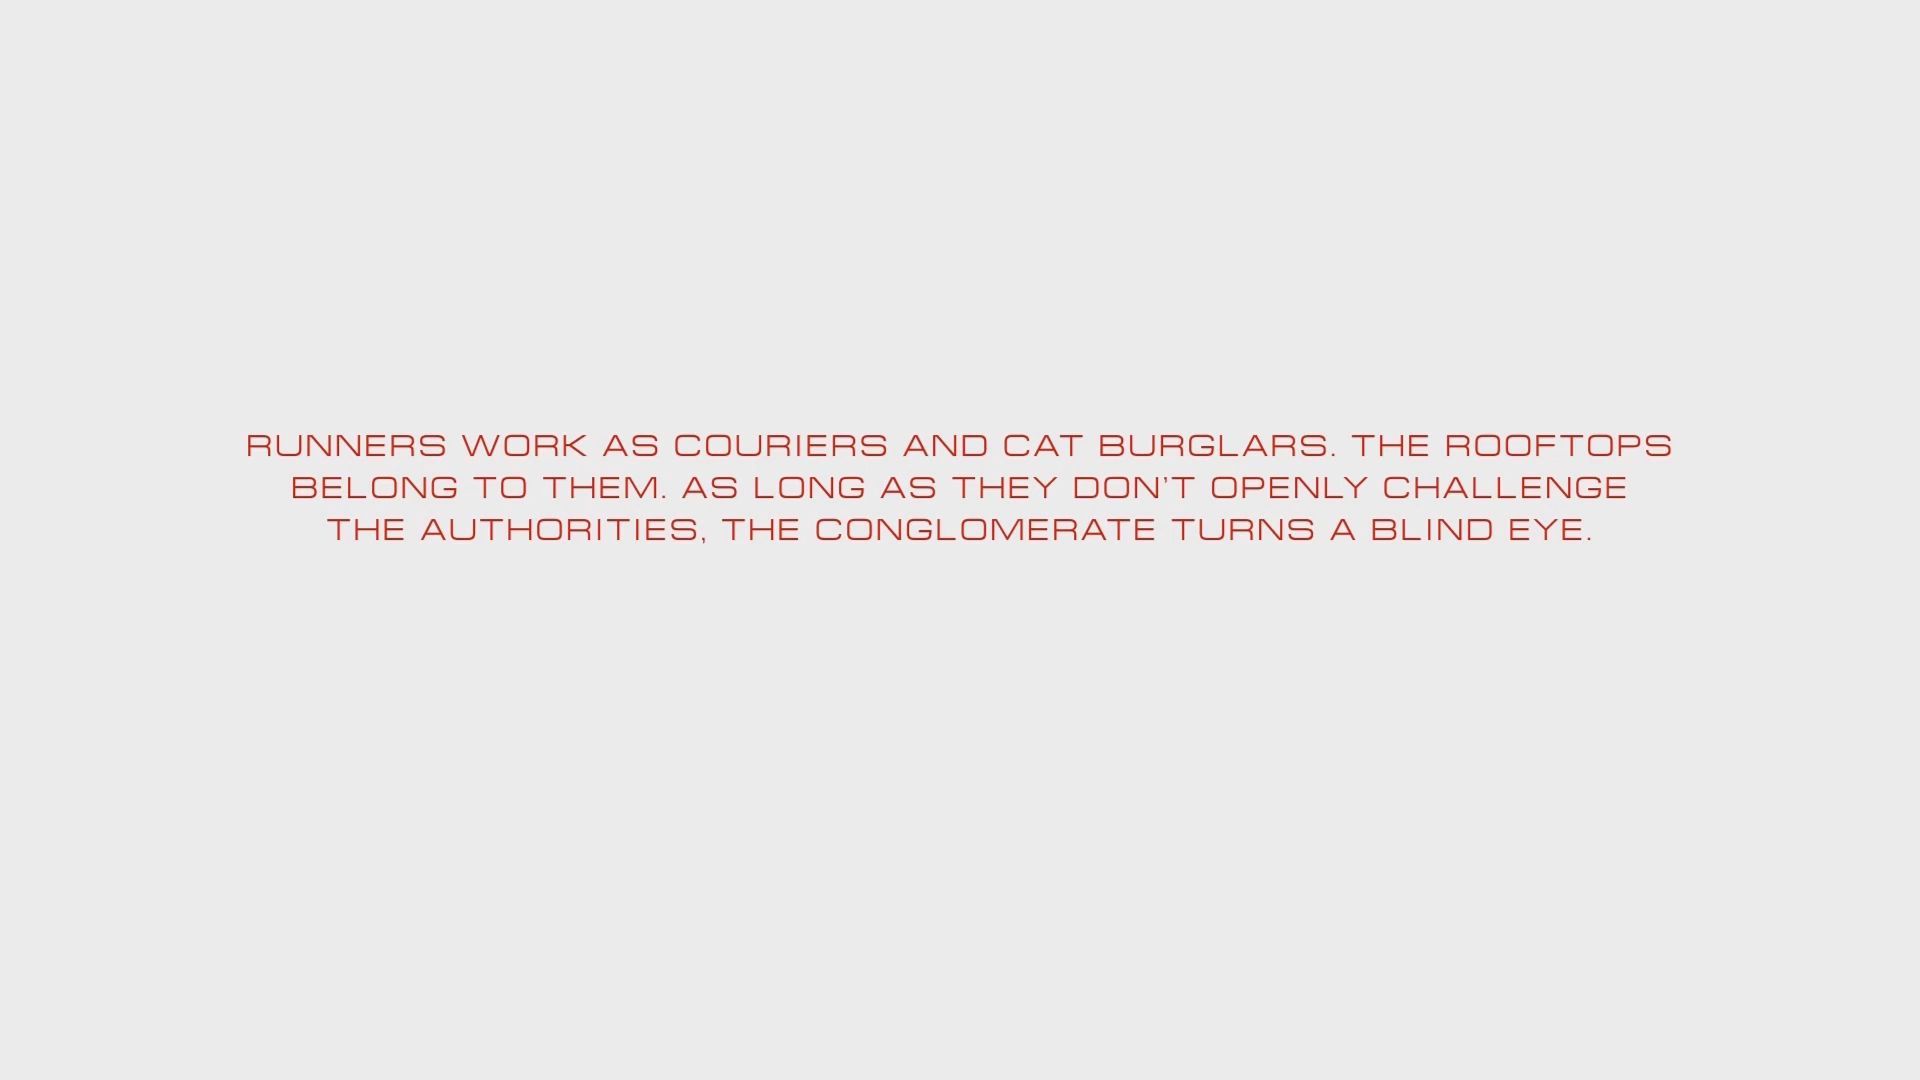 RUNNERS WORK AS COURIERS AND CAT BURGLARS. THE ROOFTOPS
BELONG TO THEM. AS LONG AS THEY DON’T OPENLY CHALLENGE
THE AUTHORITIES, THE CONGLOMERATE TURNS A BLIND EYE.